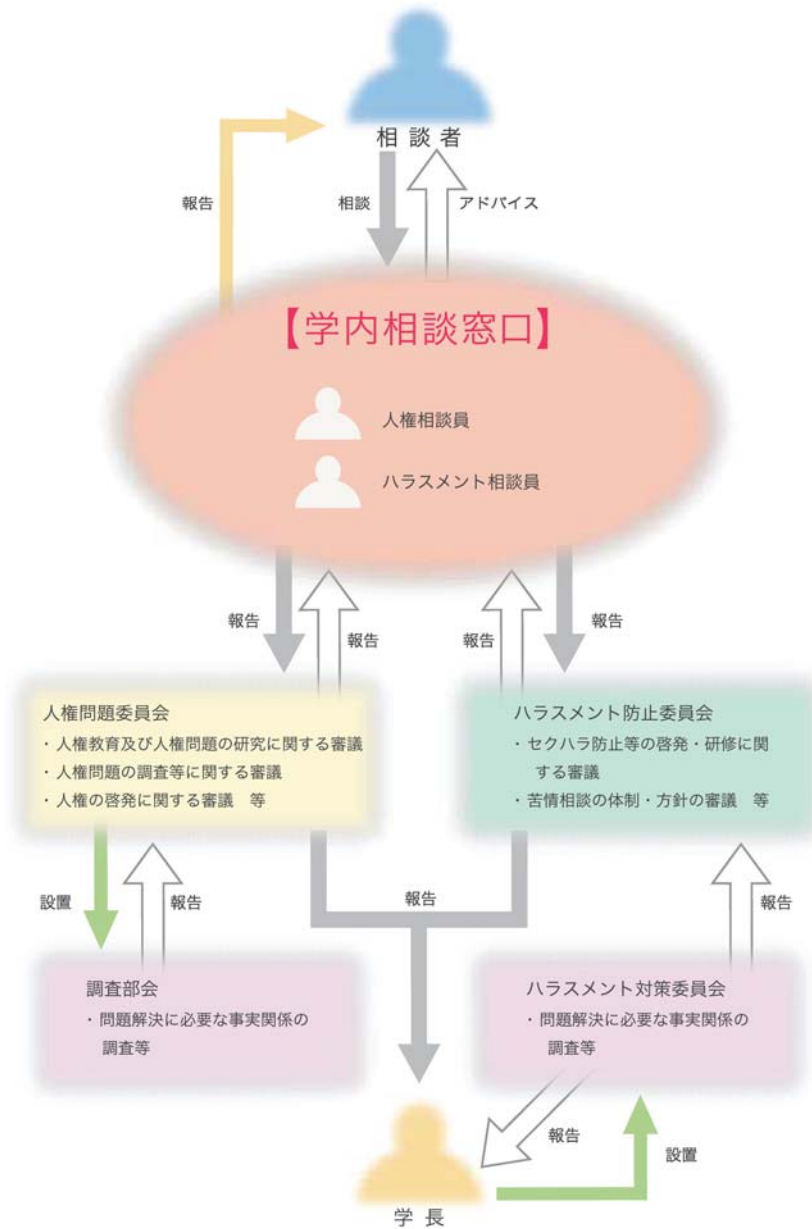 相談者
報告
相談
アドバイス
【学内相談窓口】
人権相談員
ハラスメント相談員
報告
報告
報告
報告
人権問題委員会
・人権教育及び人権問題の研究に関する審議
・人権問題の調査等に関する審議
・人権の啓発に関する審議 等
ハラスメント防止委員会
・セクハラ防止等の啓発・研修に関
する審議
・苦情相談の体制・方針の審議 等
設置
報告
報告
報告
調査部会
・問題解決に必要な事実関係の
調査等
ハラスメント対策委員会
・問題解決に必要な事実関係の
調査等
報告
設置
学長